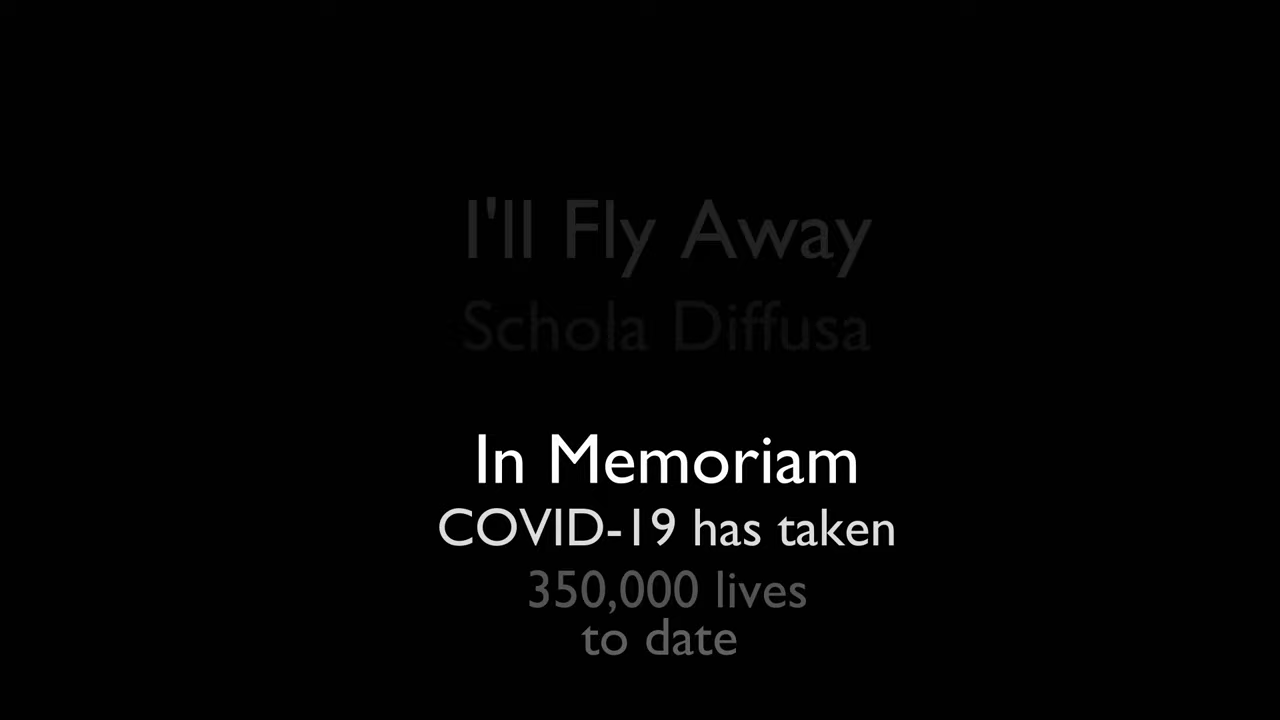 I'll Fly Away
Schola Diffusa
In Memoriam
COVID-19 has taken
350,000 lives
to date